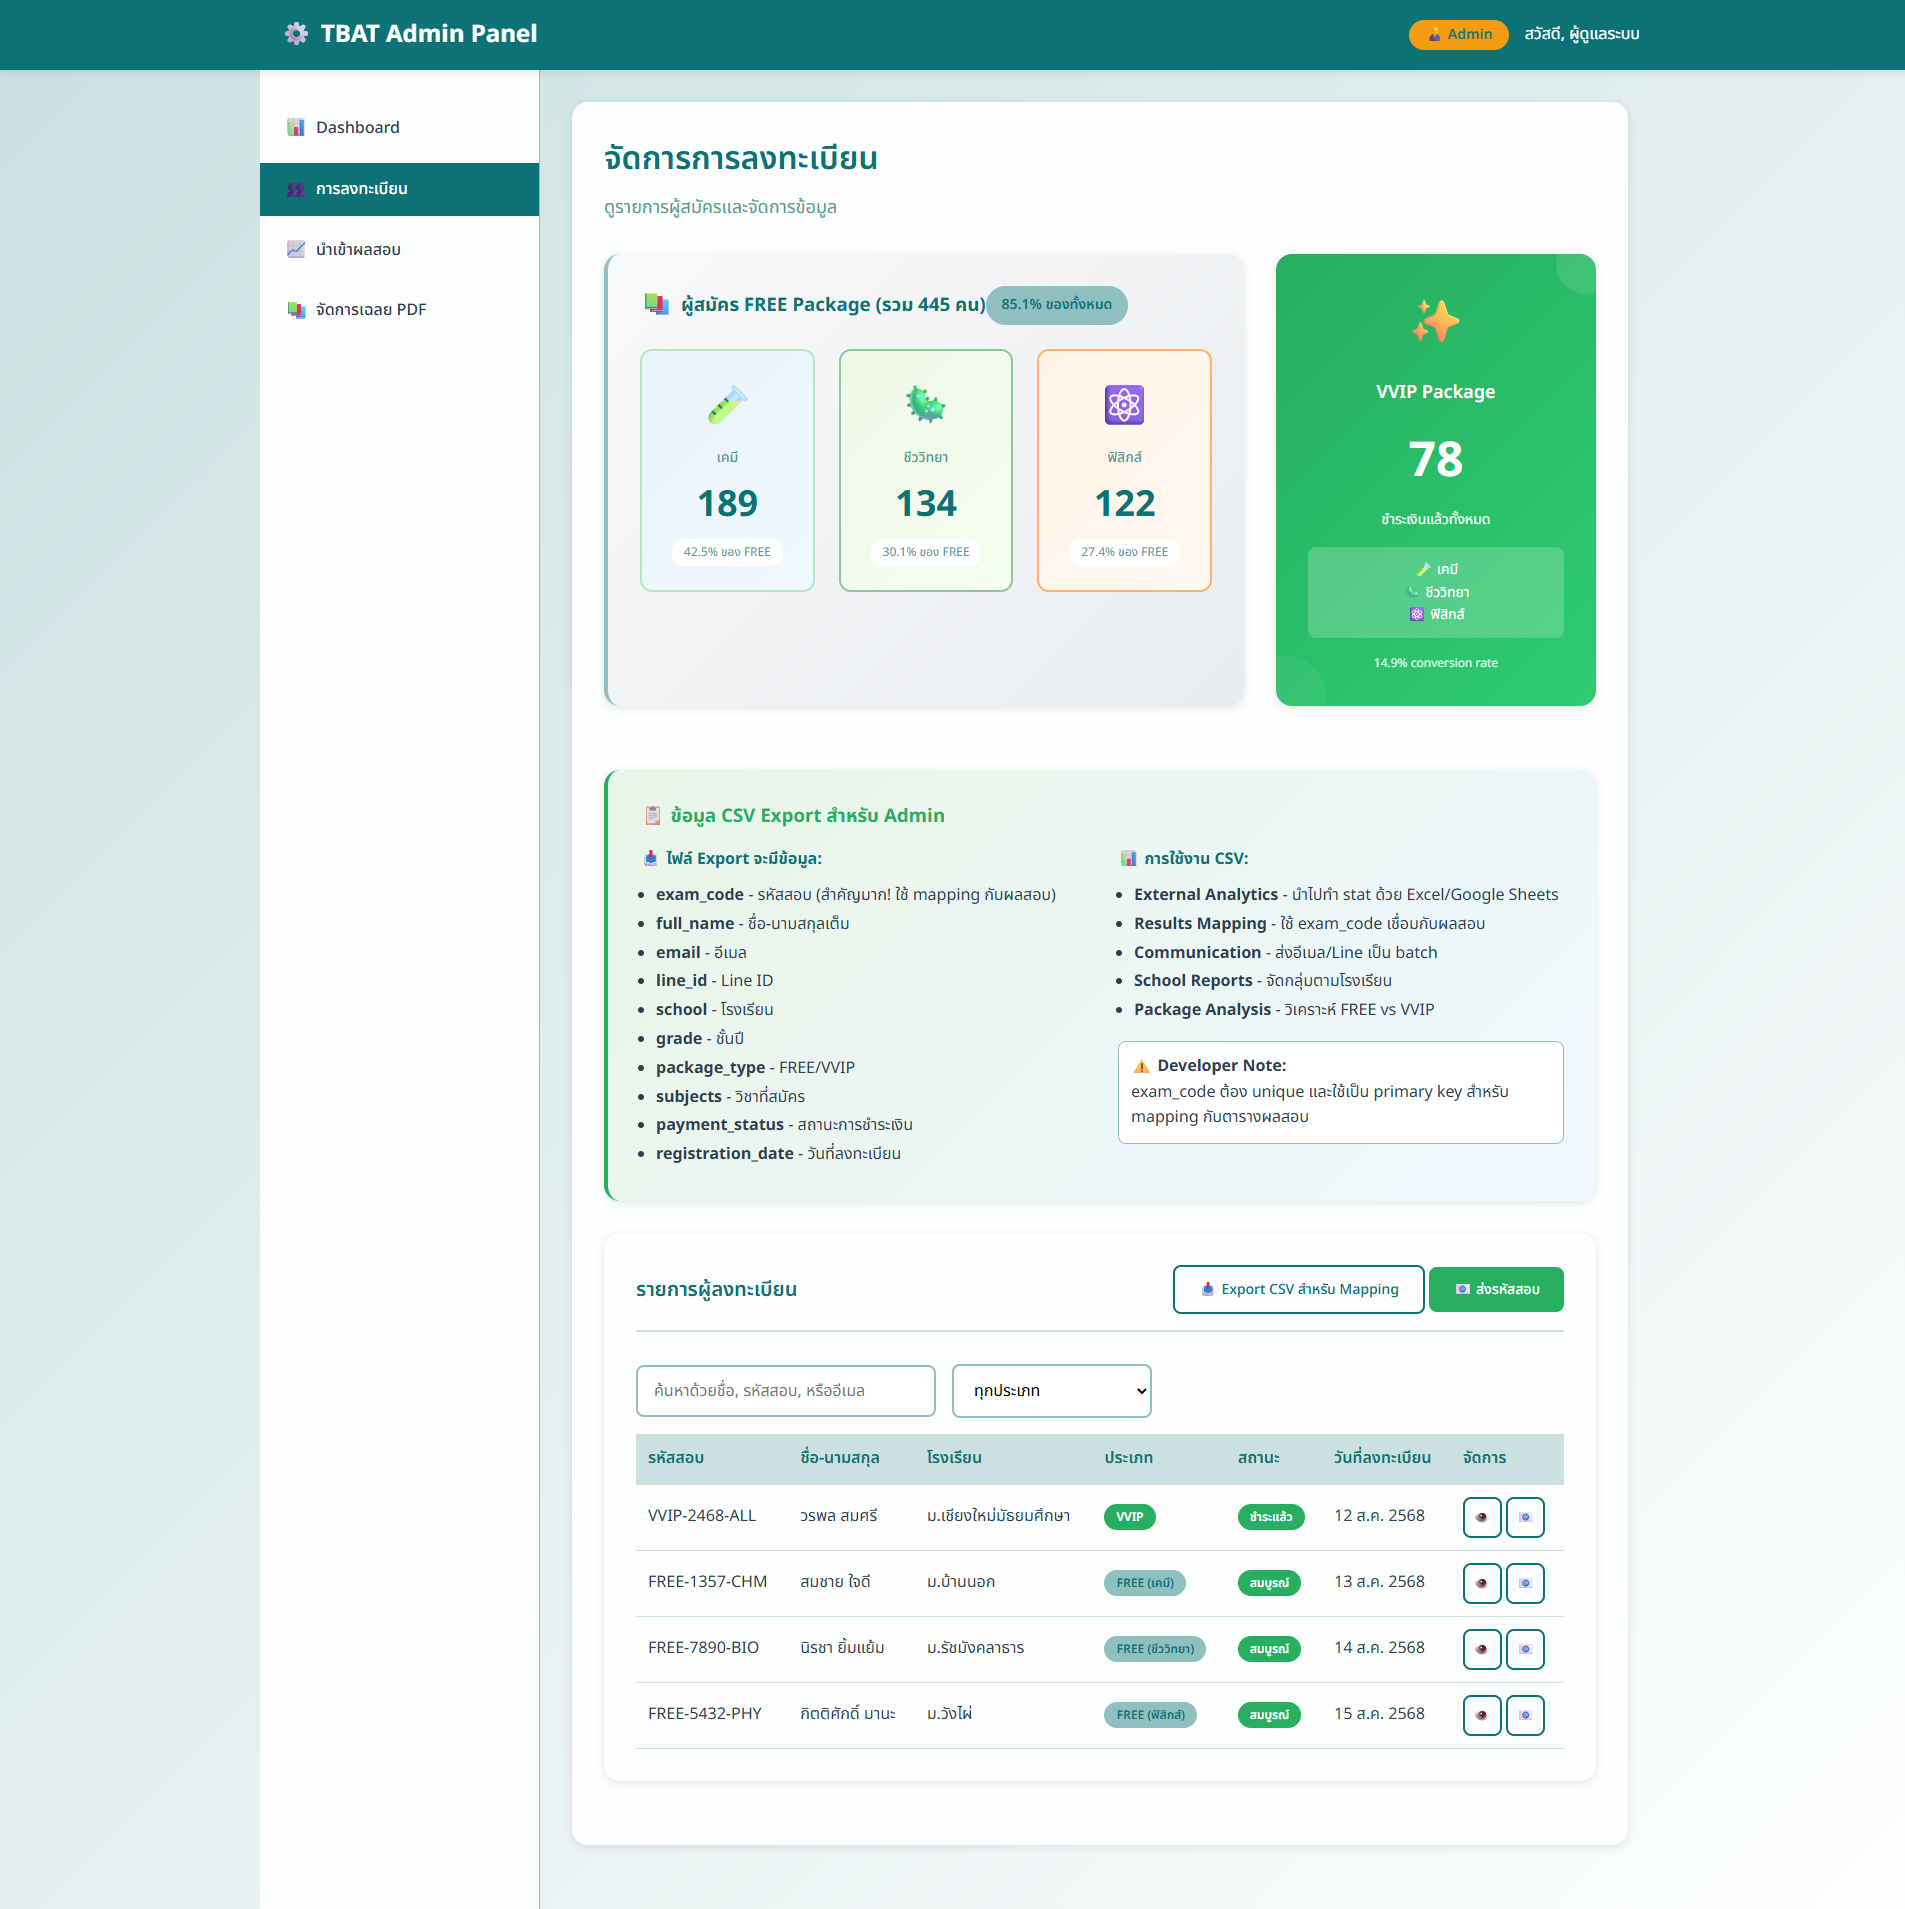 TBAT Admin Panel
Admin
สวัสดี, ผู้ดูแลระบบ
Dashboard
การลงทะเบียน
นำเข้าผลสอบ
จัดการเฉลย PDF
จัดการการลงทะเบียน
ดูรายการผู้สมัครและจัดการข้อมูล
ผู้สมัคร FREE Package (รวม 445 คน)
85.1% ของทั้งหมด
เคมี
189
42.5% ของ FREE
ชีววิทยา
134
30.1% ของ FREE
ฟิสิกส์
122
27.4% ของ FREE
VVIP Package
78
ชำระเงินแล้วทั้งหมด
เคมี
ชีววิทยา
ฟิสิกส์
14.9% conversion rate
ข้อมูล CSV Export สำหรับ Admin
ไฟล์ Export จะมีข้อมูล:
exam_code - รหัสสอบ (สำคัญมาก! ใช้ mapping กับผลสอบ)
full_name - ชื่อ-นามสกุลเต็ม
email - อีเมล
line_id - Line ID
school - โรงเรียน
grade - ชั้นปี
package_type - FREE/VVIP
subjects - วิชาที่สมัคร
payment_status - สถานะการชำระเงิน
registration_date - วันที่ลงทะเบียน
การใช้งาน CSV:
External Analytics - นำไปทำ stat ด้วย Excel/Google Sheets
Results Mapping - ใช้ exam_code เชื่อมกับผลสอบ
Communication - ส่งอีเมล/Line เป็น batch
School Reports - จัดกลุ่มตามโรงเรียน
Package Analysis - วิเคราะห์ FREE vs VVIP
Developer Note:
exam_code ต้อง unique และใช้เป็น primary key สำหรับ
mapping กับตารางผลสอบ
รายการผู้ลงทะเบียน
Export CSV สำหรับ Mapping
ส่งรหัสสอบ
ค้นหาด้วยชื่อ, รหัสสอบ, หรืออีเมล
ทุกประเภท
รหัสสอบ ชื่อ-นามสกุล โรงเรียน ประเภท สถานะ วันที่ลงทะเบียน จัดการ
VVIP-2468-ALL วรพล สมศรี ม.เชียงใหม่มัธยมศึกษา VVIP ชำระแล้ว 12 ส.ค. 2568
FREE-1357-CHM สมชาย ใจดี ม.บ้านนอก FREE (เคมี) สมบูรณ์ 13 ส.ค. 2568
FREE-7890-BIO นิรชา ยิ้มแย้ม ม.รัชมังคลาธาร FREE (ชีววิทยา) สมบูรณ์ 14 ส.ค. 2568
FREE-5432-PHY กิตติศักดิ์ มานะ ม.วังไผ่ FREE (ฟิสิกส์) สมบูรณ์ 15 ส.ค. 2568